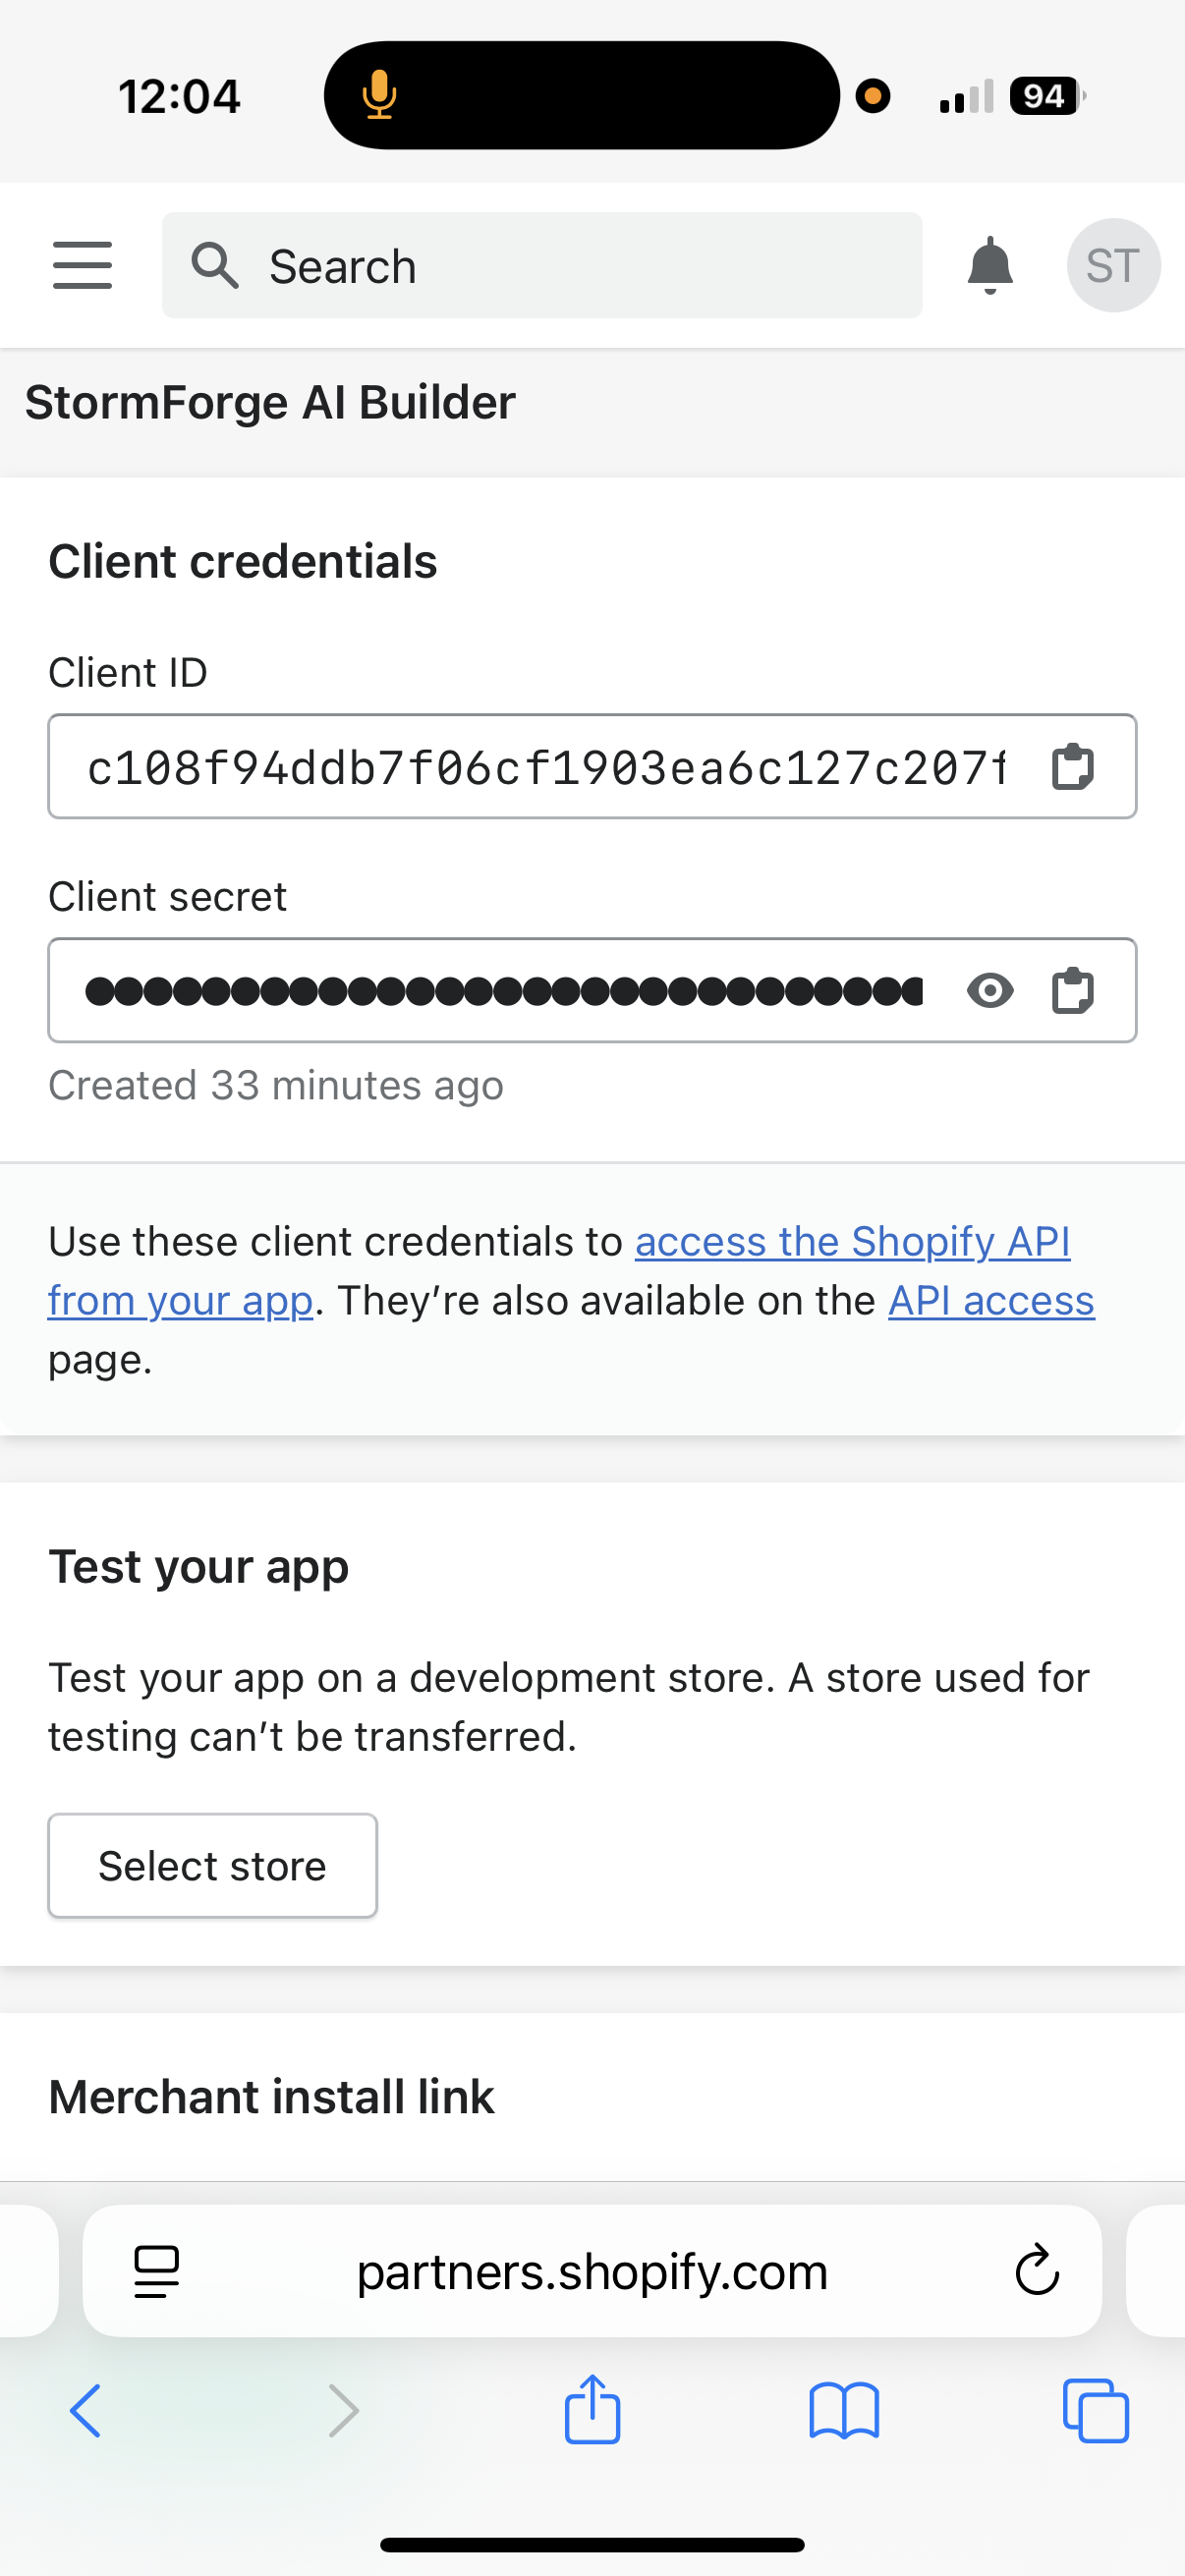 12:04
94
Search
ST
StormForge AI Builder
Client credentials
Client ID
c108f94ddb7f06cf1903ea6c127c207f
Client secret
Created 33 minutes ago
Use these client credentials to access the Shopify API
from your app. They’re also available on the API access
page.
Test your app
Test your app on a development store. A store used for
testing can’t be transferred.
Select store
Merchant install link
partners.shopify.com